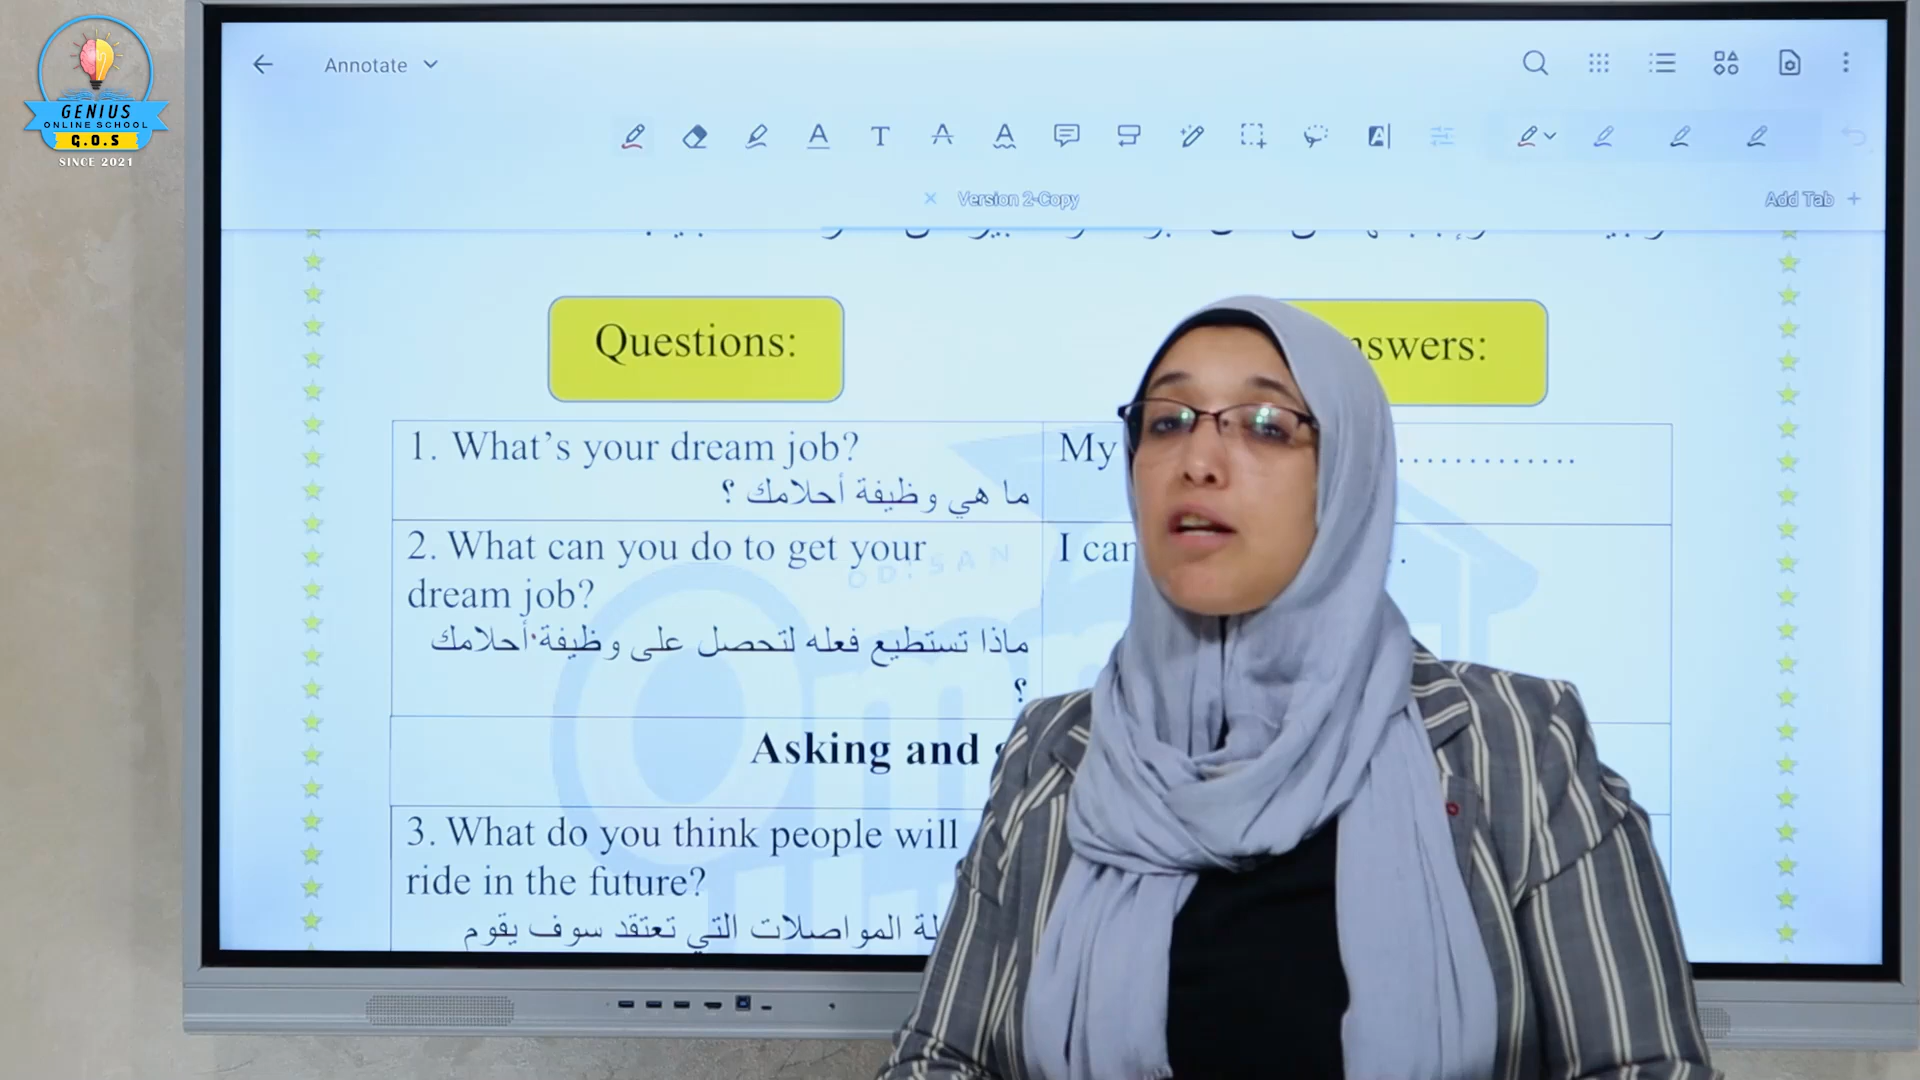 GENIUS
ONLINE SCHOOL
G.O.S
SINCE 2021
Annotate
Version 2-Copy
Add Tab
Questions:
nswers:
1. What's your dream job?
ما هي وظيفة أحلامك ؟
My ..............
2. What can you do to get your
dream job?
ماذا تستطيع فعله لتحصل على وظيفة أحلامك
؟
I can .
ODISAN
Asking and
3. What do you think people will
ride in the future?
المواصلات التي تعتقد سوف يقوم